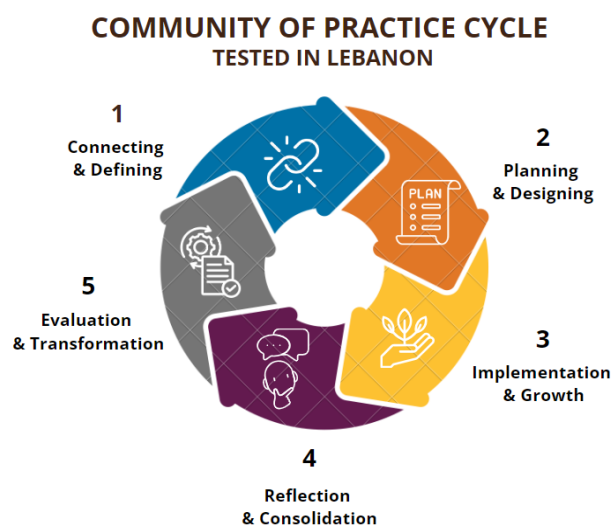 COMMUNITY OF PRACTICE CYCLE
TESTED IN LEBANON
1
Connecting
& Defining
2
Planning
& Designing
PLAN
3
Implementation
& Growth
4
Reflection
& Consolidation
5
Evaluation
& Transformation